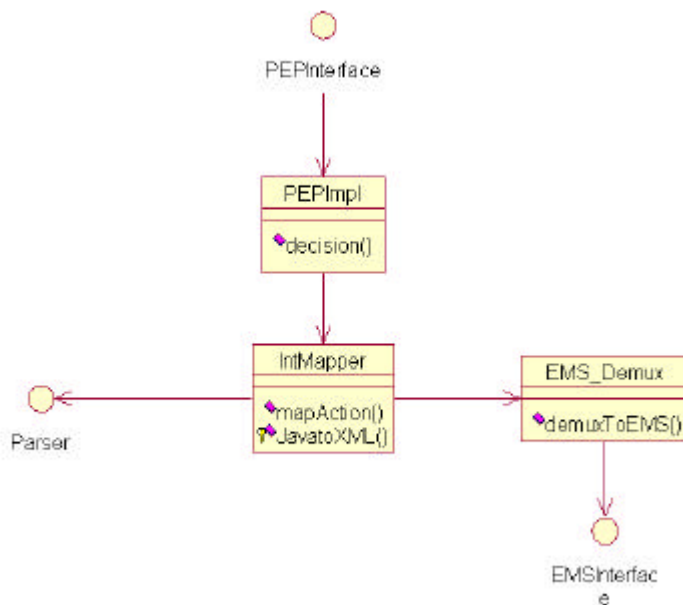 PEPInterface
PEPImpl
decision()
IntMapper
mapAction()
JavatoXML()
EMS_Demux
demuxToEMS()
Parser
EMSInterfac
e